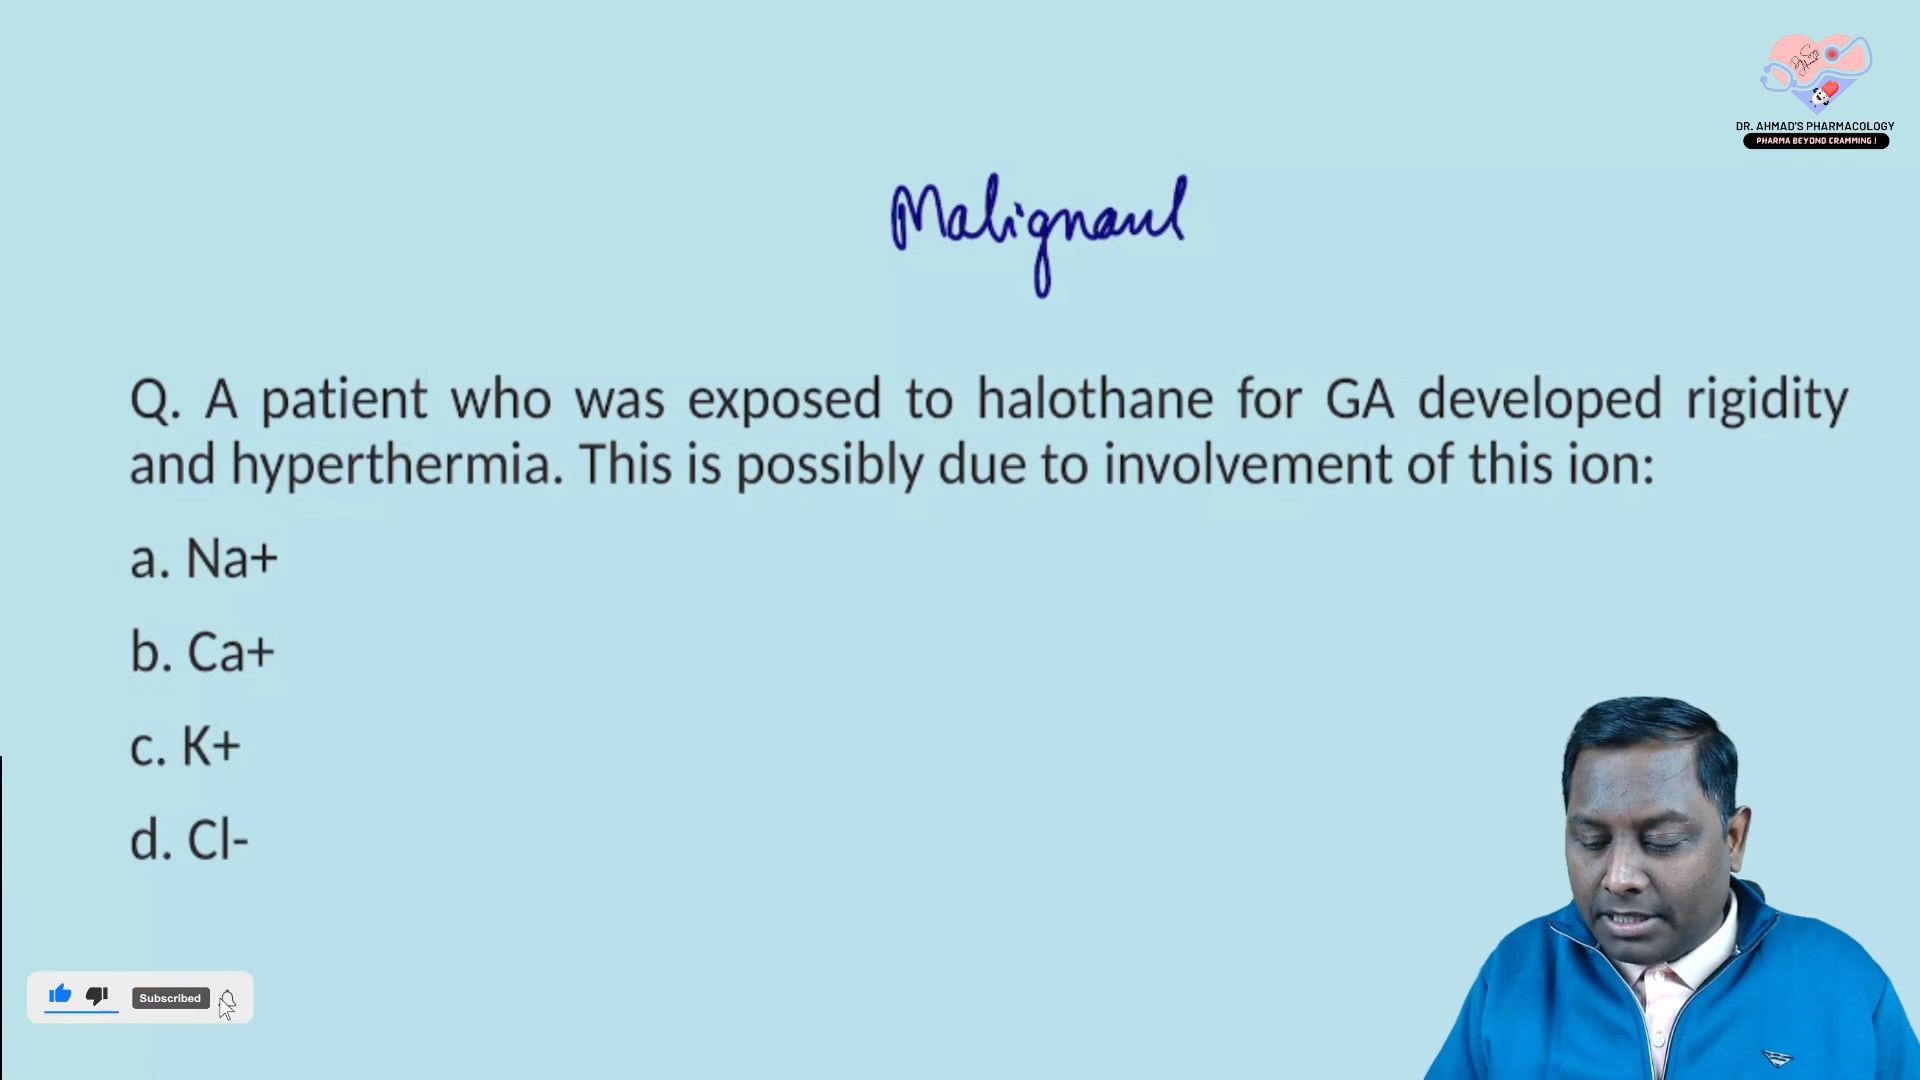 DR. AHMAD'S PHARMACOLOGY
PHARMA BEYOND CRAMMING !
Malignant
Q. A patient who was exposed to halothane for GA developed rigidity
and hyperthermia. This is possibly due to involvement of this ion:
a. Na+
b. Ca+
c. K+
d. Cl-
Subscribed